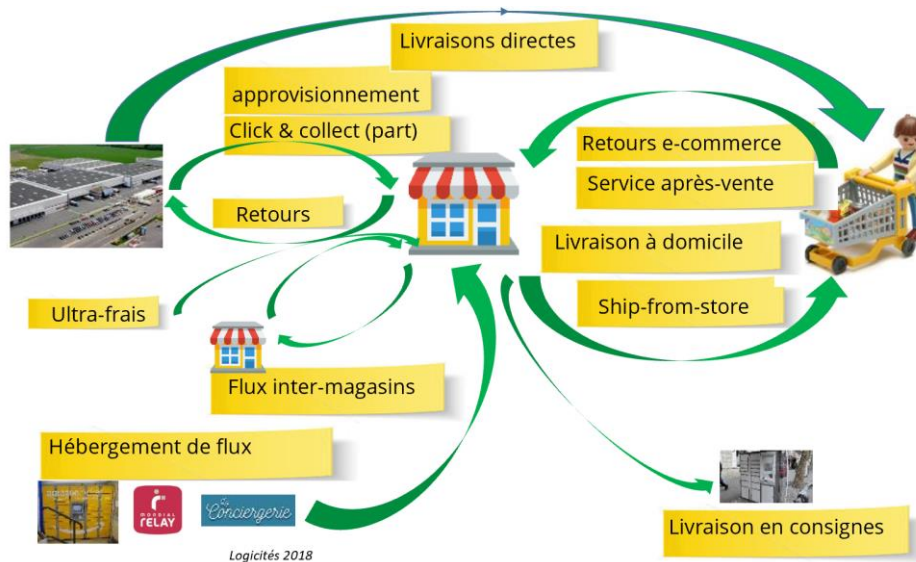 Livraisons directes
approvisionnement
Click & collect (part)
Retours e-commerce
Service après-vente
Retours
Livraison à domicile
Ultra-frais
Ship-from-store
Flux inter-magasins
Hébergement de flux
MONDIAL
RELAY
La
Conciergerie
Livraison en consignes
Logicités 2018